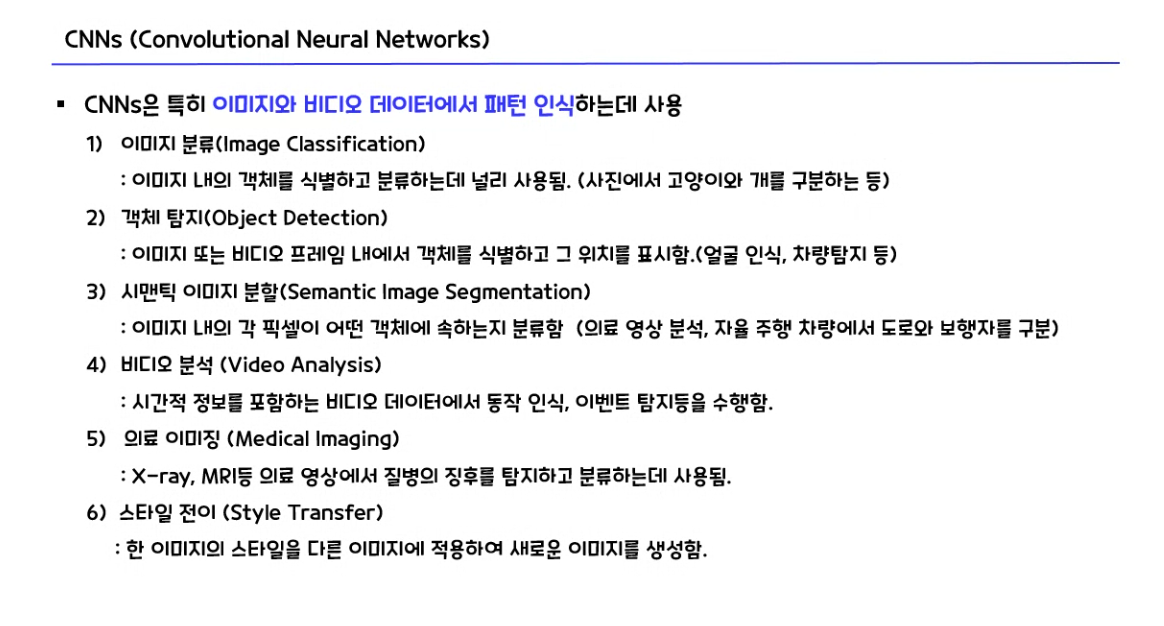 CNNs (Convolutional Neural Networks)
▪ CNNs은 특히 이미지와 비디오 데이터에서 패턴 인식하는데 사용
1) 이미지 분류(Image Classification)
: 이미지 내의 객체를 식별하고 분류하는데 널리 사용됨. (사진에서 고양이와 개를 구분하는 등)
2) 객체 탐지(Object Detection)
: 이미지 또는 비디오 프레임 내에서 객체를 식별하고 그 위치를 표시함.(얼굴 인식, 차량탐지 등)
3) 시맨틱 이미지 분할(Semantic Image Segmentation)
: 이미지 내의 각 픽셀이 어떤 객체에 속하는지 분류함 (의료 영상 분석, 자율 주행 차량에서 도로와 보행자를 구분)
4) 비디오 분석 (Video Analysis)
: 시간적 정보를 포함하는 비디오 데이터에서 동작 인식, 이벤트 탐지등을 수행함.
5) 의료 이미징 (Medical Imaging)
: X-ray, MRI등 의료 영상에서 질병의 징후를 탐지하고 분류하는데 사용됨.
6) 스타일 전이 (Style Transfer)
: 한 이미지의 스타일을 다른 이미지에 적용하여 새로운 이미지를 생성함.